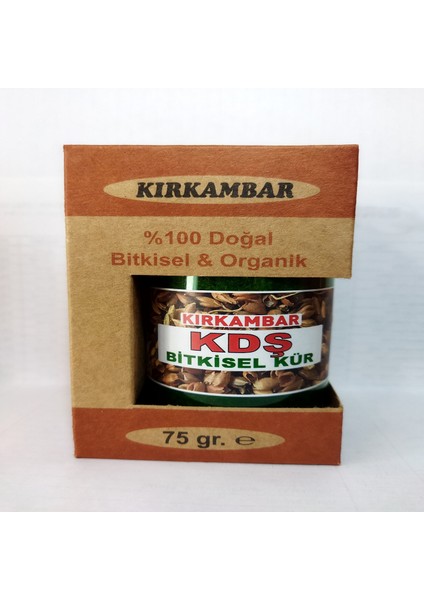 KIRKAMBAR
%100 Doğal
Bitkisel & Organik
KIRKAMBAR
KDŞ
BİTKİSEL KÜR
75 gr. ℮